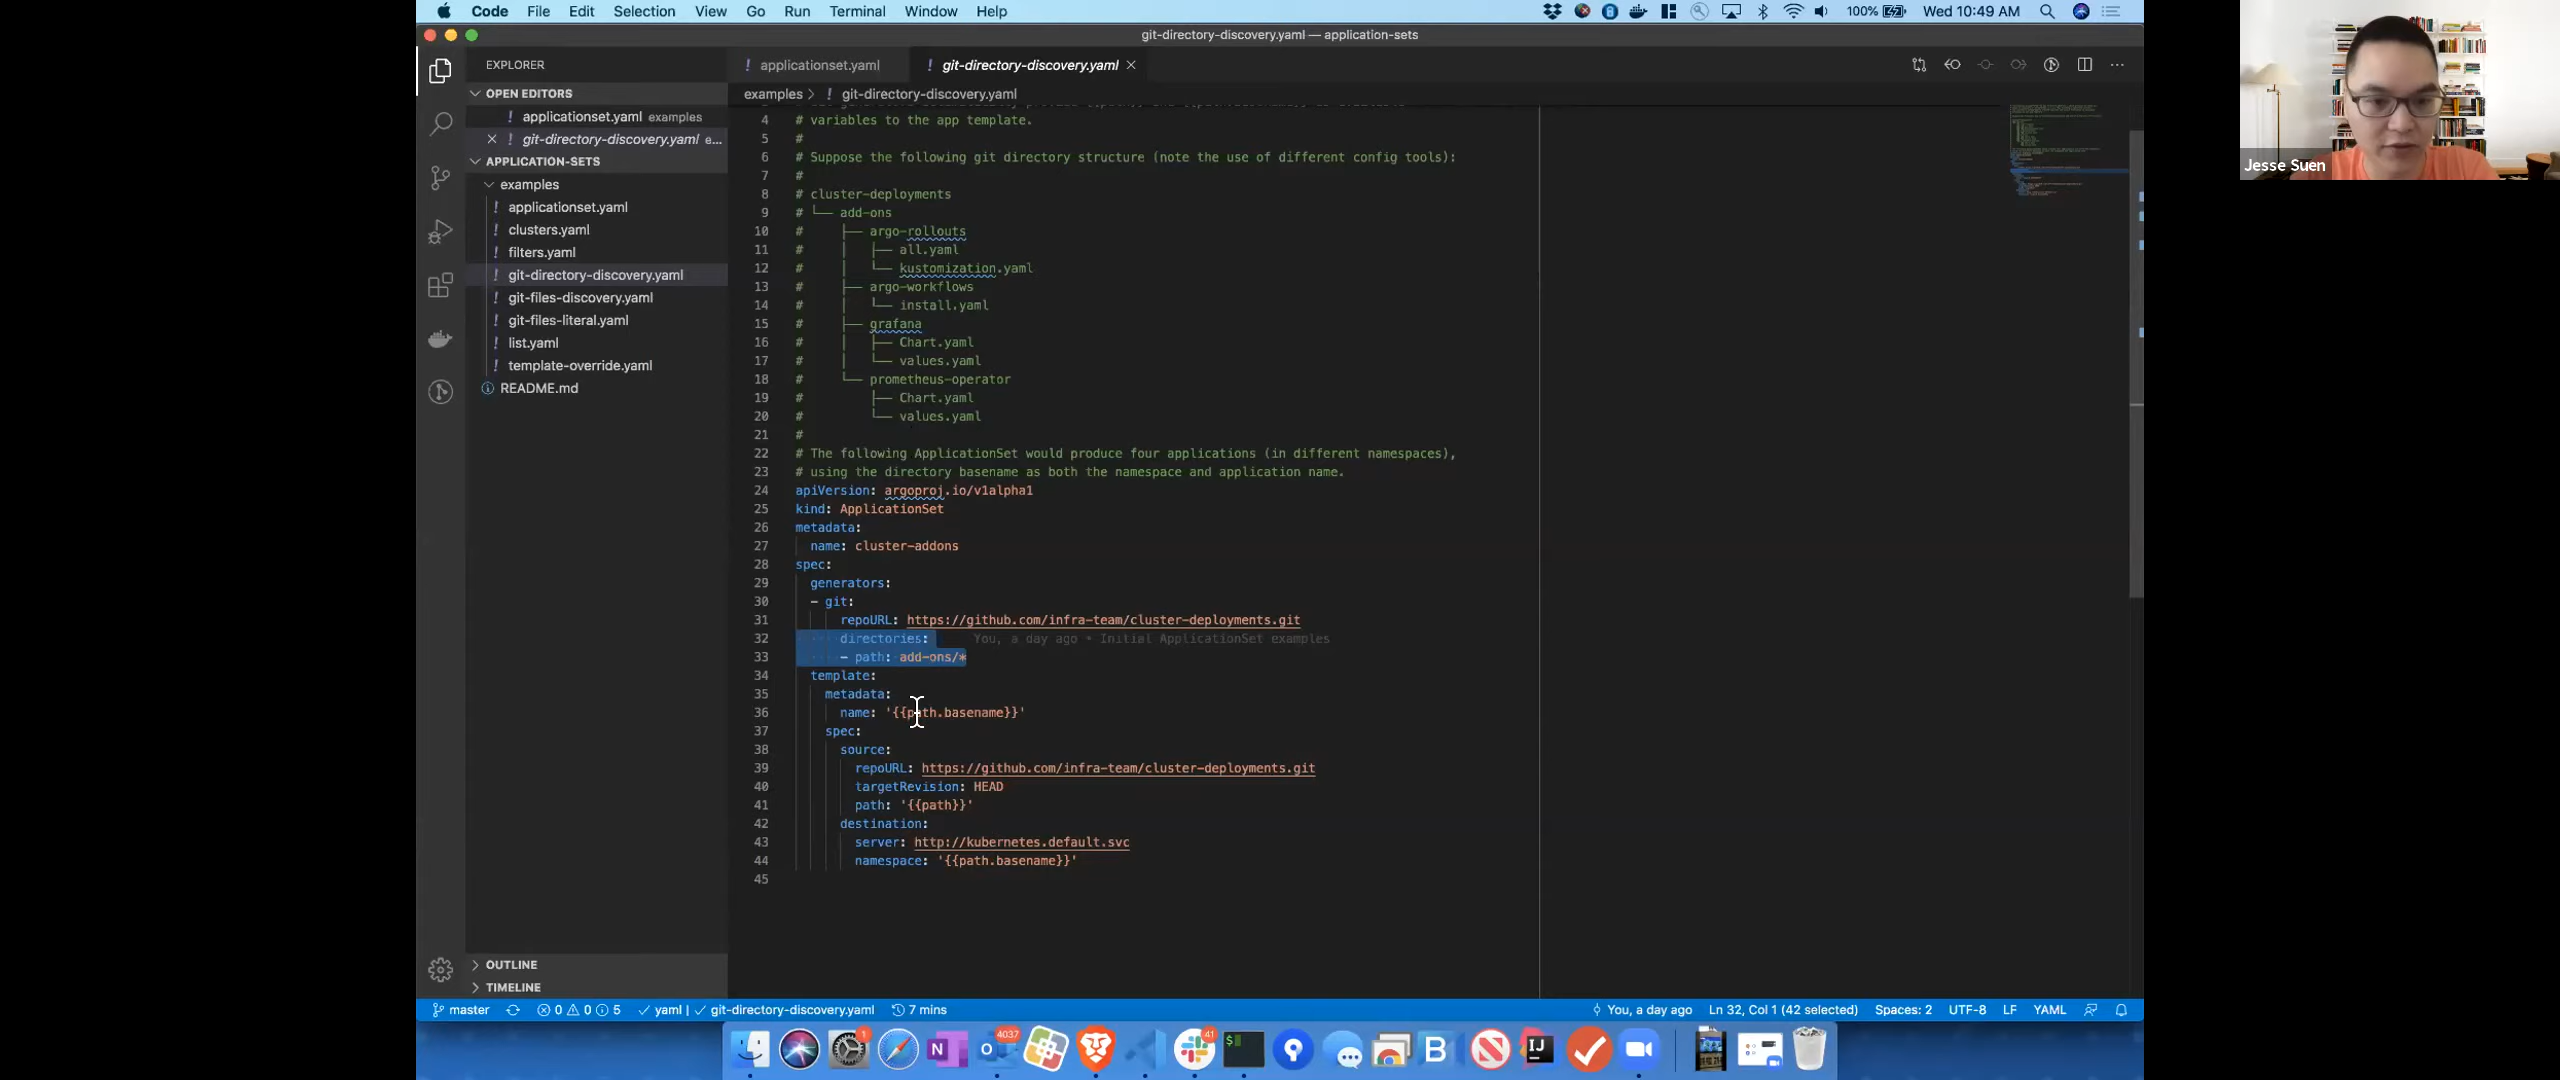 Code File Edit Selection View Go Run Terminal Window Help
100% Wed 10:49 AM
git-directory-discovery.yaml — application-sets
EXPLORER
OPEN EDITORS
applicationset.yaml examples
git-directory-discovery.yaml e...
APPLICATION-SETS
examples
applicationset.yaml
clusters.yaml
filters.yaml
git-directory-discovery.yaml
git-files-discovery.yaml
git-files-literal.yaml
list.yaml
template-override.yaml
README.md
OUTLINE
TIMELINE
applicationset.yaml git-directory-discovery.yaml
examples > ! git-directory-discovery.yaml
4 # variables to the app template.
5 #
6 # Suppose the following git directory structure (note the use of different config tools):
7 #
8 # cluster-deployments
9 # └── add-ons
10 #     ├── argo-rollouts
11 #     │   ├── all.yaml
12 #     │   └── kustomization.yaml
13 #     ├── argo-workflows
14 #     │   └── install.yaml
15 #     ├── grafana
16 #     │   ├── Chart.yaml
17 #     │   └── values.yaml
18 #     └── prometheus-operator
19 #         ├── Chart.yaml
20 #         └── values.yaml
21 #
22 # The following ApplicationSet would produce four applications (in different namespaces),
23 # using the directory basename as both the namespace and application name.
24 apiVersion: argoproj.io/v1alpha1
25 kind: ApplicationSet
26 metadata:
27   name: cluster-addons
28 spec:
29   generators:
30   - git:
31       repoURL: https://github.com/infra-team/cluster-deployments.git
32       directories: You, a day ago • Initial ApplicationSet examples
33       - path: add-ons/*
34   template:
35     metadata:
36       name: '{{path.basename}}'
37     spec:
38       source:
39         repoURL: https://github.com/infra-team/cluster-deployments.git
40         targetRevision: HEAD
41         path: '{{path}}'
42       destination:
43         server: http://kubernetes.default.svc
44         namespace: '{{path.basename}}'
45
master 0 0 5 yaml | git-directory-discovery.yaml 7 mins
You, a day ago Ln 32, Col 1 (42 selected) Spaces: 2 UTF-8 LF YAML
1 4037 41
Jesse Suen